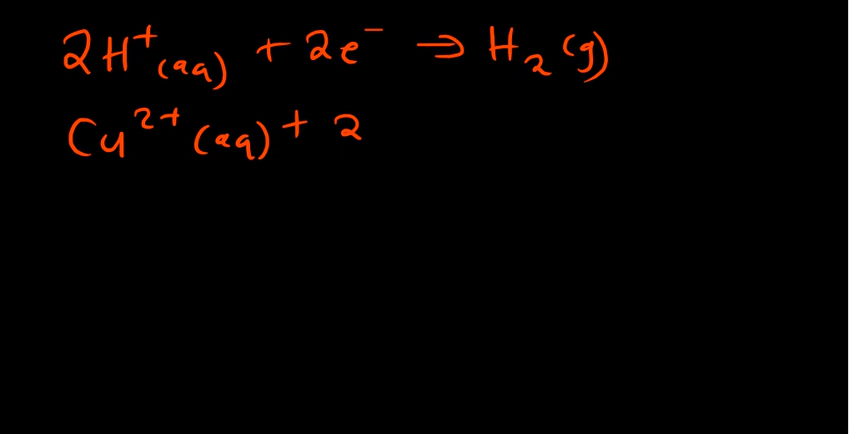 2H⁺(aq) + 2e⁻ → H₂(g)
Cu²⁺(aq) + 2